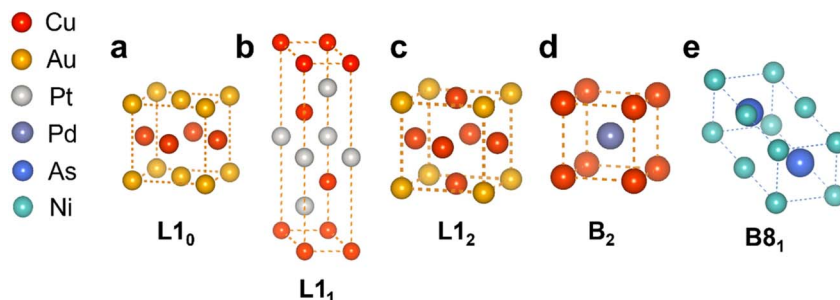 Cu
Au
Pt
Pd
As
Ni
a
b
c
d
e
L1₀
L1₁
L1₂
B₂
B8₁